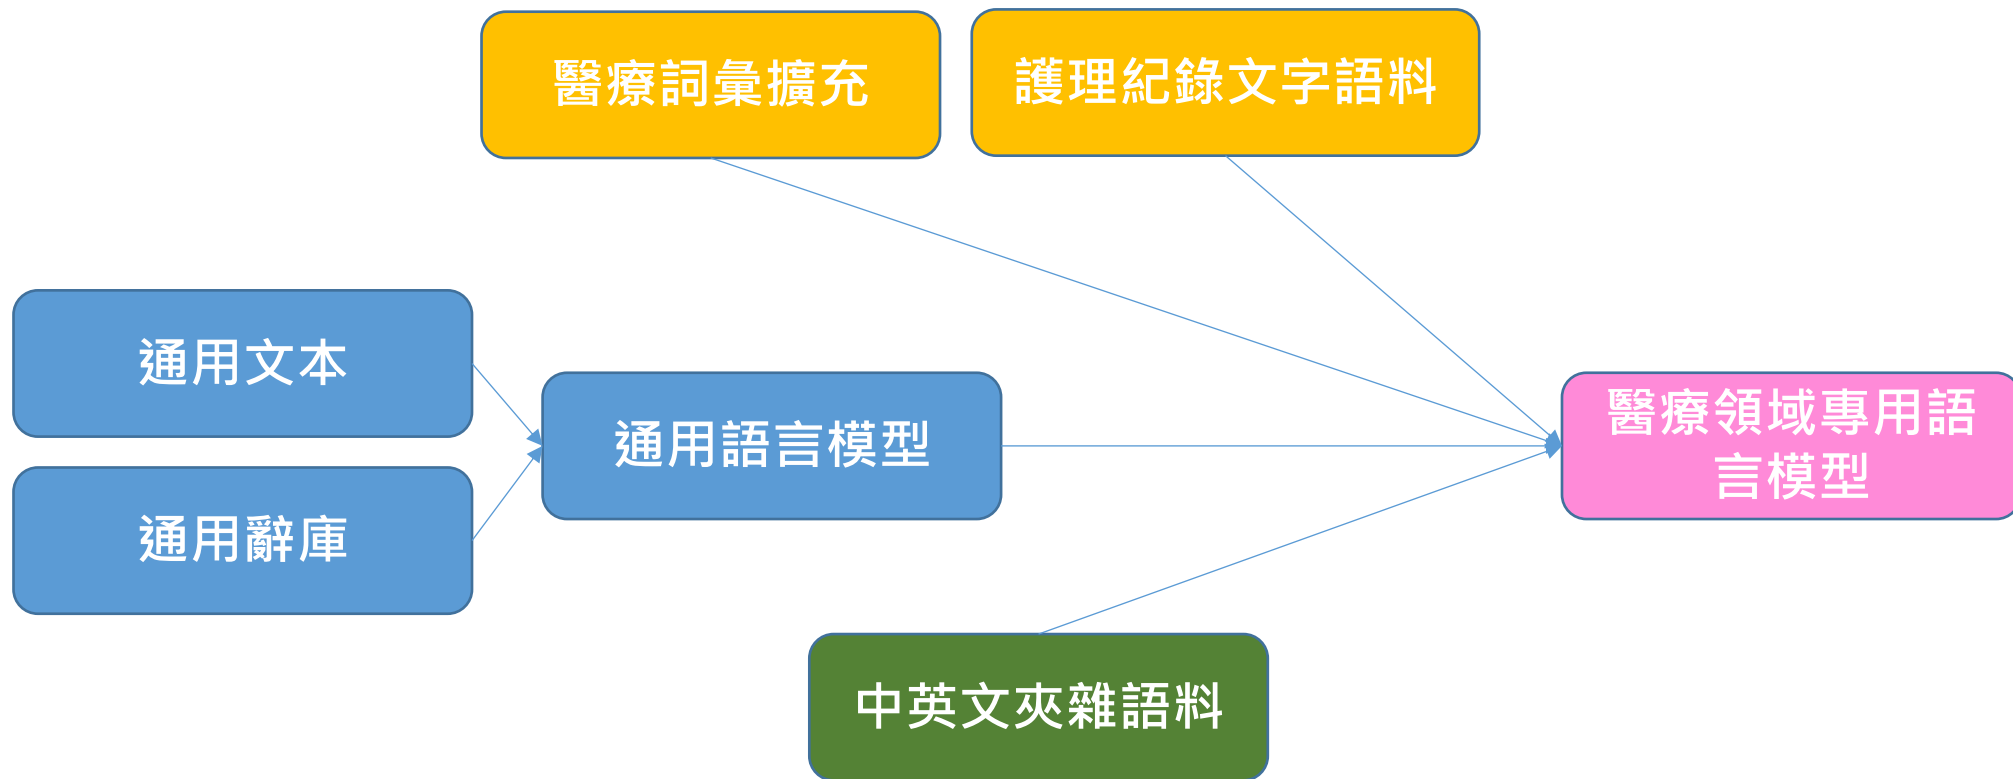 醫療詞彙擴充
護理紀錄文字語料
通用文本
通用語言模型
醫療領域專用語
言模型
通用辭庫
中英文夾雜語料